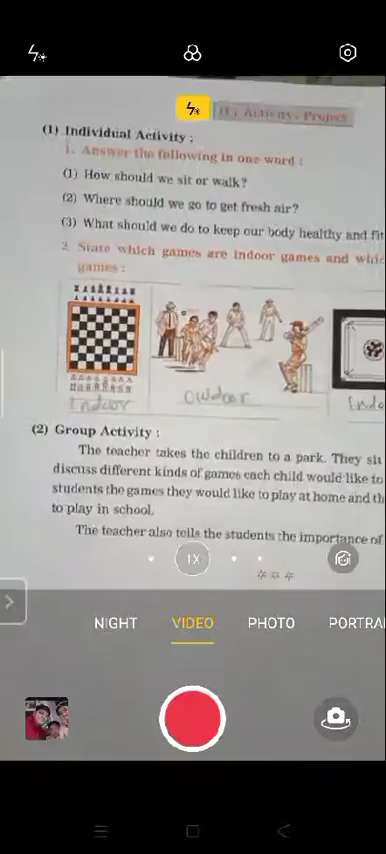 (E) Activity : Project
(1) Individual Activity :
1. Answer the following in one word :
(1) How should we sit or walk?
(2) Where should we go to get fresh air?
(3) What should we do to keep our body healthy and fit
2. State which games are indoor games and whic
games :
Indoor
Outdoor
Indo
(2) Group Activity :
The teacher takes the children to a park. They sit
discuss different kinds of games each child would like to
students the games they would like to play at home and th
to play in school.
The teacher also tells the students the importance of
1X
NIGHT VIDEO PHOTO PORTRAI